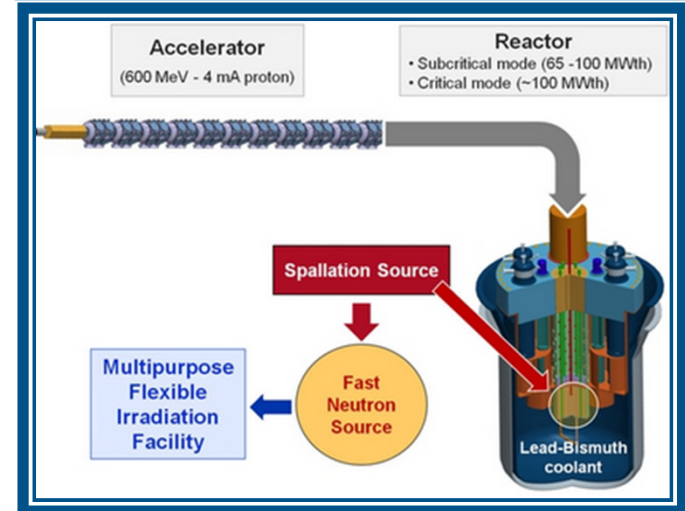 Accelerator
(600 MeV - 4 mA proton)
Reactor
• Subcritical mode (65 -100 MWth)
• Critical mode (~100 MWth)
Spallation Source
Multipurpose
Flexible
Irradiation
Facility
Fast
Neutron
Source
Lead-Bismuth
coolant